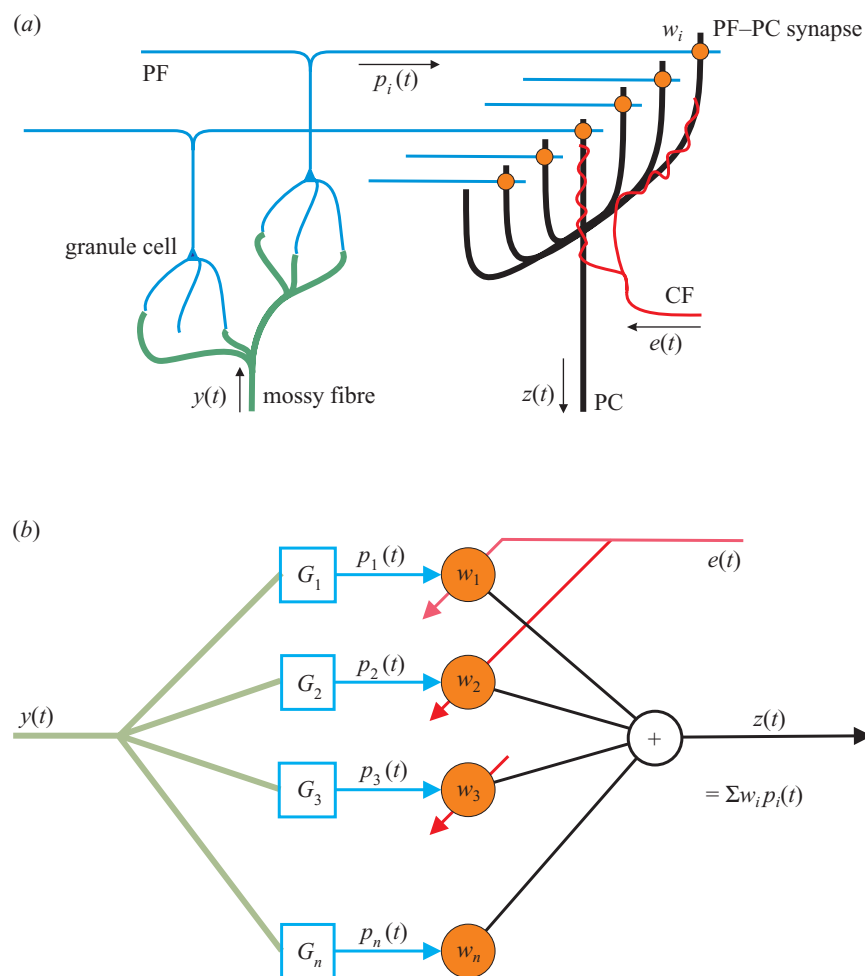 (a)
w_i PF–PC synapse
PF
p_i(t)
granule cell
CF
e(t)
y(t)
mossy fibre
z(t)
PC
(b)
G_1 p_1(t) w_1
e(t)
G_2 p_2(t) w_2
y(t)
+
z(t)
G_3 p_3(t) w_3
= Σw_i p_i(t)
G_n p_n(t) w_n